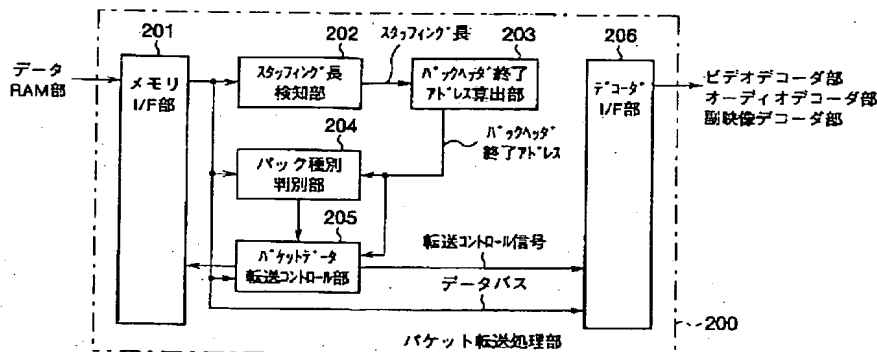 201
202
スタッフィング長
203
206
データ
RAM部
メモリ
I/F部
スタッフィング長
検知部
パックヘッダ終了
アドレス算出部
デコーダ
I/F部
ビデオデコーダ部
オーディオデコーダ部
副映像デコーダ部
204
パック種別
判別部
パックヘッダ
終了アドレス
205
パケットデータ
転送コントロール部
転送コントロール信号
データバス
パケット転送処理部
200